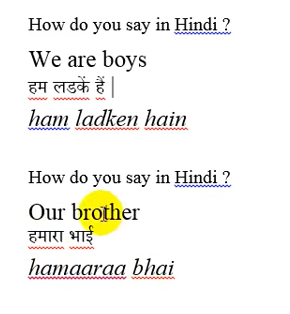 How do you say in Hindi ?
We are boys
हम लडकें हैं
ham ladken hain
How do you say in Hindi ?
Our brother
हमारा भाई
hamaaraa bhai